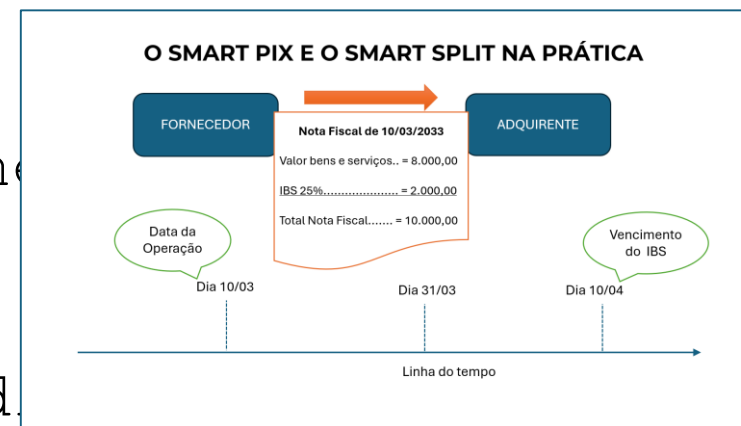 O SMART PIX E O SMART SPLIT NA PRÁTICA
FORNECEDOR
ADQUIRENTE
Nota Fiscal de 10/03/2033
Valor bens e serviços.. = 8.000,00
IBS 25%..................... = 2.000,00
Total Nota Fiscal....... = 10.000,00
Data da
Operação
Vencimento
do IBS
Dia 10/03
Dia 31/03
Dia 10/04
Linha do tempo